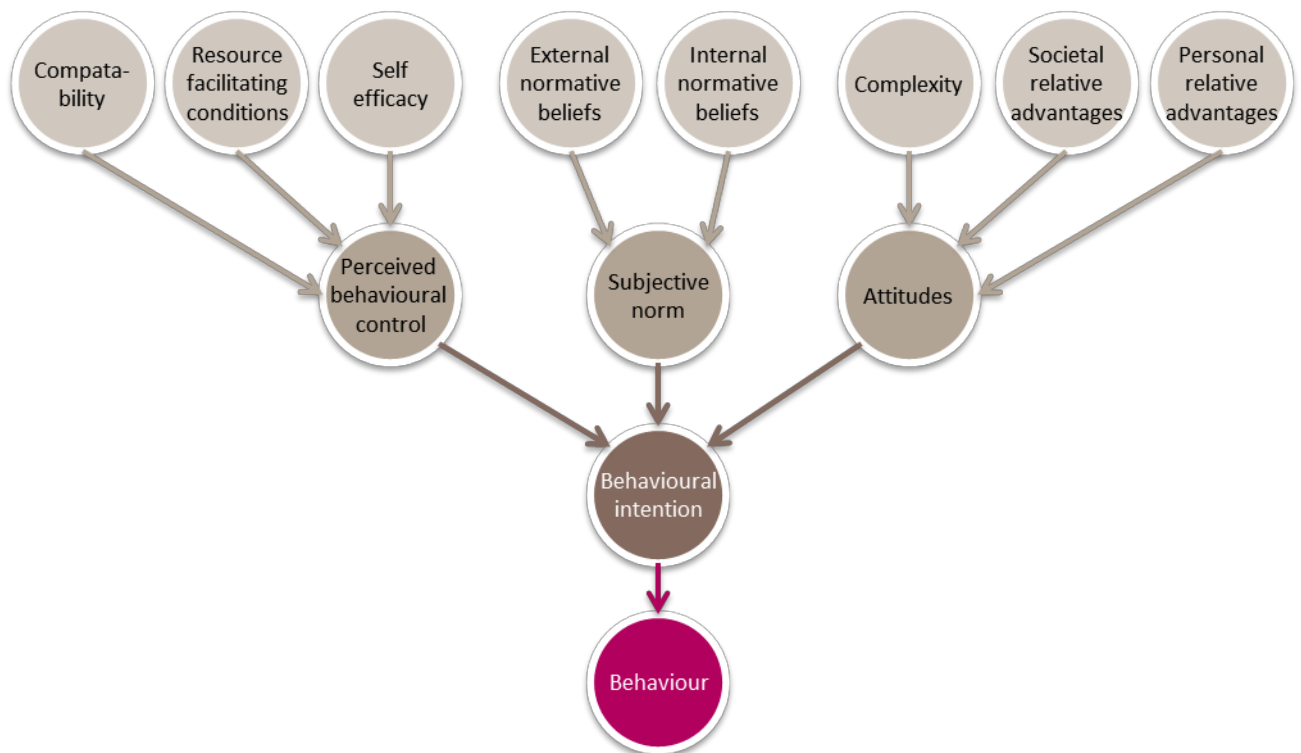 Compata-
bility
Resource
facilitating
conditions
Self
efficacy
External
normative
beliefs
Internal
normative
beliefs
Complexity
Societal
relative
advantages
Personal
relative
advantages
Perceived
behavioural
control
Subjective
norm
Attitudes
Behavioural
intention
Behaviour